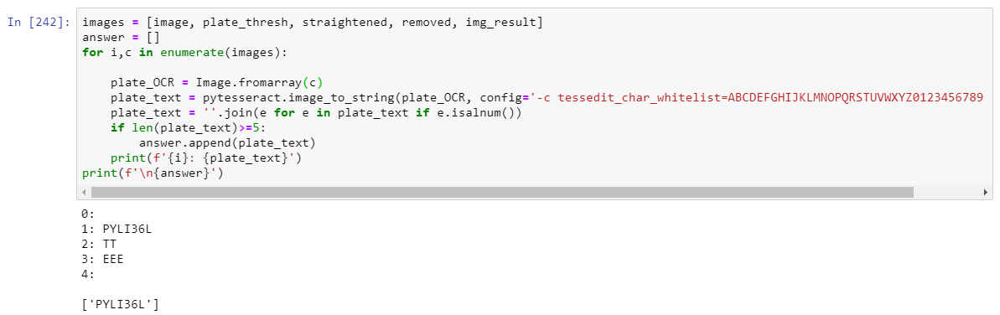 In [242]:
images = [image, plate_thresh, straightened, removed, img_result]
answer = []
for i,c in enumerate(images):
    plate_OCR = Image.fromarray(c)
    plate_text = pytesseract.image_to_string(plate_OCR, config='-c tessedit_char_whitelist=ABCDEFGHIJKLMNOPQRSTUVWXYZ0123456789
    plate_text = ''.join(e for e in plate_text if e.isalnum())
    if len(plate_text)>=5:
        answer.append(plate_text)
    print(f'{i}: {plate_text}')
print(f'\n{answer}')
0:
1: PYLI36L
2: TT
3: EEE
4:
['PYLI36L']